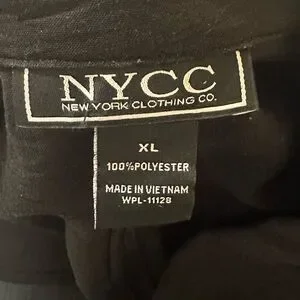 NYCC
NEW YORK CLOTHING CO.
XL
100%POLYESTER
MADE IN VIETNAM
WPL-11128